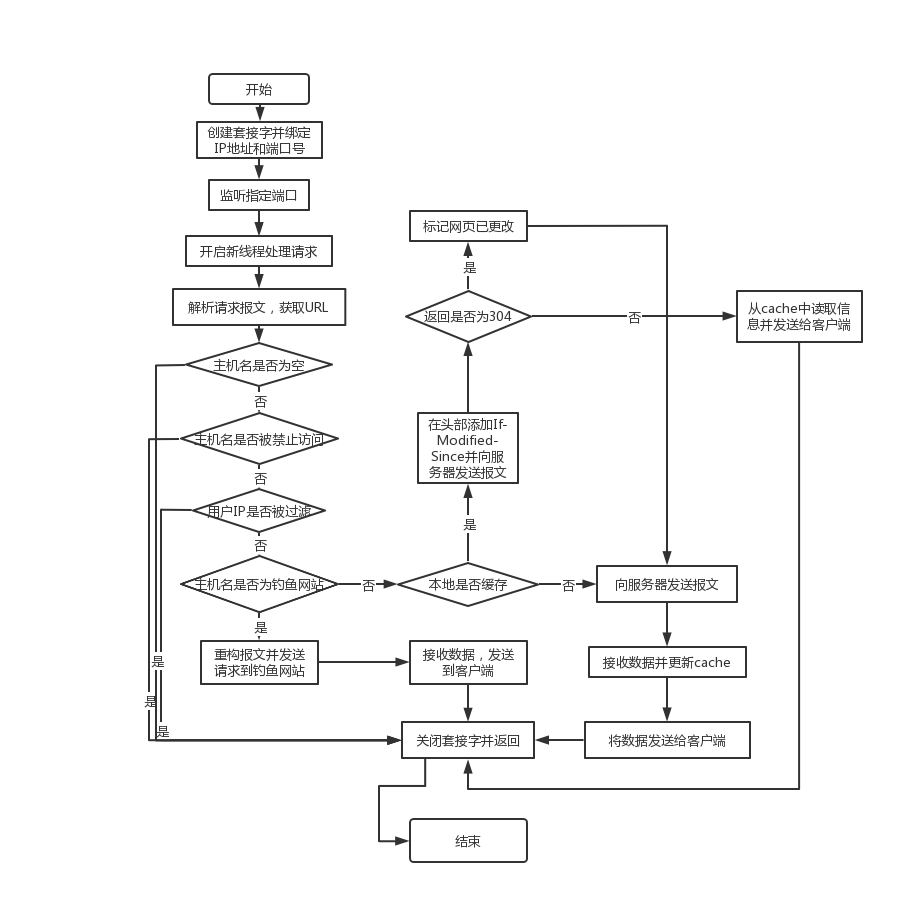 开始
创建套接字并绑定
IP地址和端口号
监听指定端口
开启新线程处理请求
解析请求报文，获取URL
主机名是否为空
否
主机名是否被禁止访问
否
用户IP是否被过滤
否
主机名是否为钓鱼网站
是
重构报文并发送
请求到钓鱼网站
是
是
是
否
本地是否缓存
是
在头部添加If-
Modified-
Since并向服
务器发送报文
返回是否为304
是
标记网页已更改
否
从cache中读取信
息并发送给客户端
否
向服务器发送报文
接收数据并更新cache
将数据发送给客户端
接收数据，发送
到客户端
关闭套接字并返回
结束